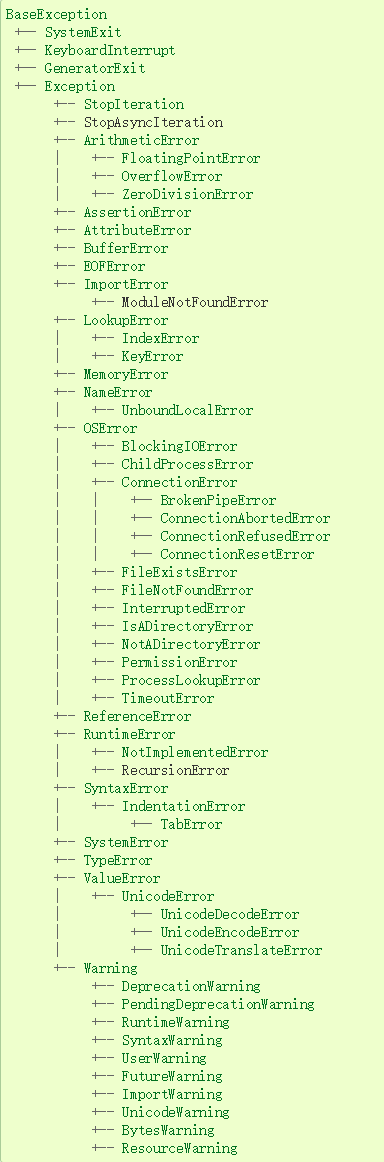 BaseException
 +-- SystemExit
 +-- KeyboardInterrupt
 +-- GeneratorExit
 +-- Exception
      +-- StopIteration
      +-- StopAsyncIteration
      +-- ArithmeticError
      |    +-- FloatingPointError
      |    +-- OverflowError
      |    +-- ZeroDivisionError
      +-- AssertionError
      +-- AttributeError
      +-- BufferError
      +-- EOFError
      +-- ImportError
           +-- ModuleNotFoundError
      +-- LookupError
      |    +-- IndexError
      |    +-- KeyError
      +-- MemoryError
      +-- NameError
      |    +-- UnboundLocalError
      +-- OSError
      |    +-- BlockingIOError
      |    +-- ChildProcessError
      |    +-- ConnectionError
      |    |    +-- BrokenPipeError
      |    |    +-- ConnectionAbortedError
      |    |    +-- ConnectionRefusedError
      |    |    +-- ConnectionResetError
      |    +-- FileExistsError
      |    +-- FileNotFoundError
      |    +-- InterruptedError
      |    +-- IsADirectoryError
      |    +-- NotADirectoryError
      |    +-- PermissionError
      |    +-- ProcessLookupError
      |    +-- TimeoutError
      +-- ReferenceError
      +-- RuntimeError
      |    +-- NotImplementedError
      |    +-- RecursionError
      +-- SyntaxError
      |    +-- IndentationError
      |         +-- TabError
      +-- SystemError
      +-- TypeError
      +-- ValueError
      |    +-- UnicodeError
      |         +-- UnicodeDecodeError
      |         +-- UnicodeEncodeError
      |         +-- UnicodeTranslateError
      +-- Warning
           +-- DeprecationWarning
           +-- PendingDeprecationWarning
           +-- RuntimeWarning
           +-- SyntaxWarning
           +-- UserWarning
           +-- FutureWarning
           +-- ImportWarning
           +-- UnicodeWarning
           +-- BytesWarning
           +-- ResourceWarning